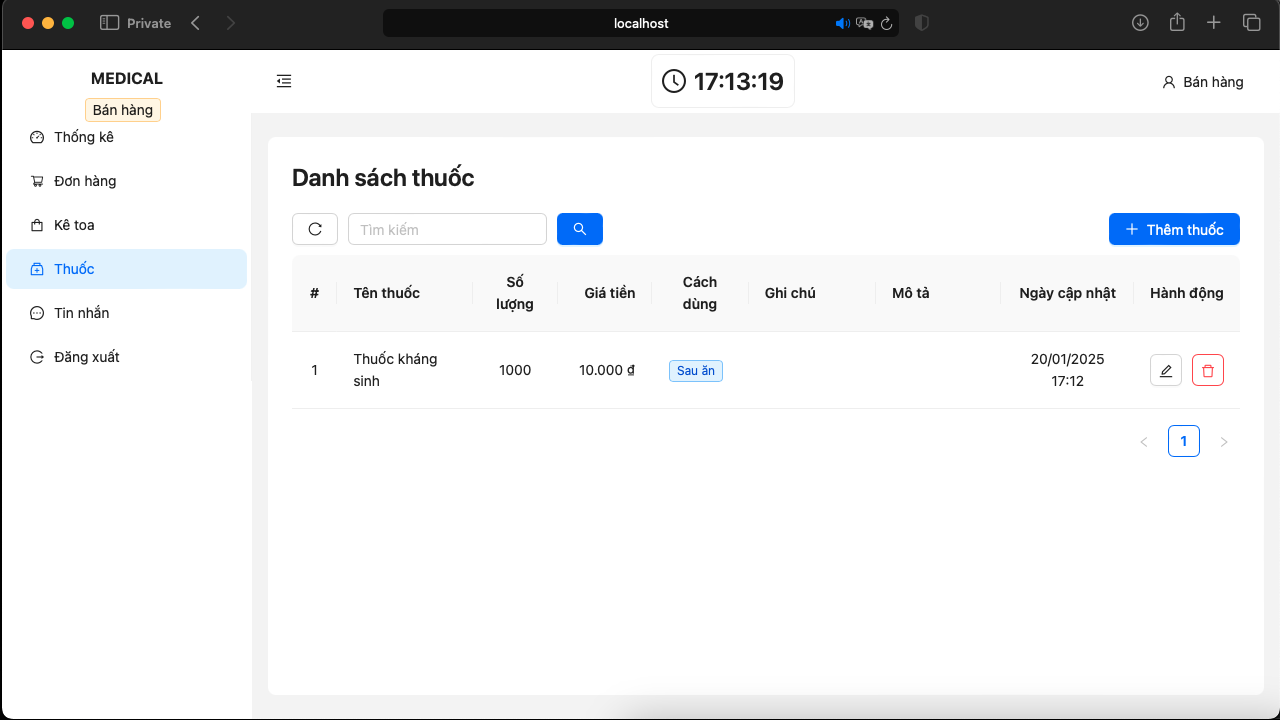 Private
localhost
MEDICAL
Bán hàng
Thống kê
Đơn hàng
Kê toa
Thuốc
Tin nhắn
Đăng xuất
17:13:19
Bán hàng
Danh sách thuốc
Tìm kiếm
Thêm thuốc
# Tên thuốc Số lượng Giá tiền Cách dùng Ghi chú Mô tả Ngày cập nhật Hành động
1 Thuốc kháng sinh 1000 10.000 ₫ Sau ăn 20/01/2025 17:12
1